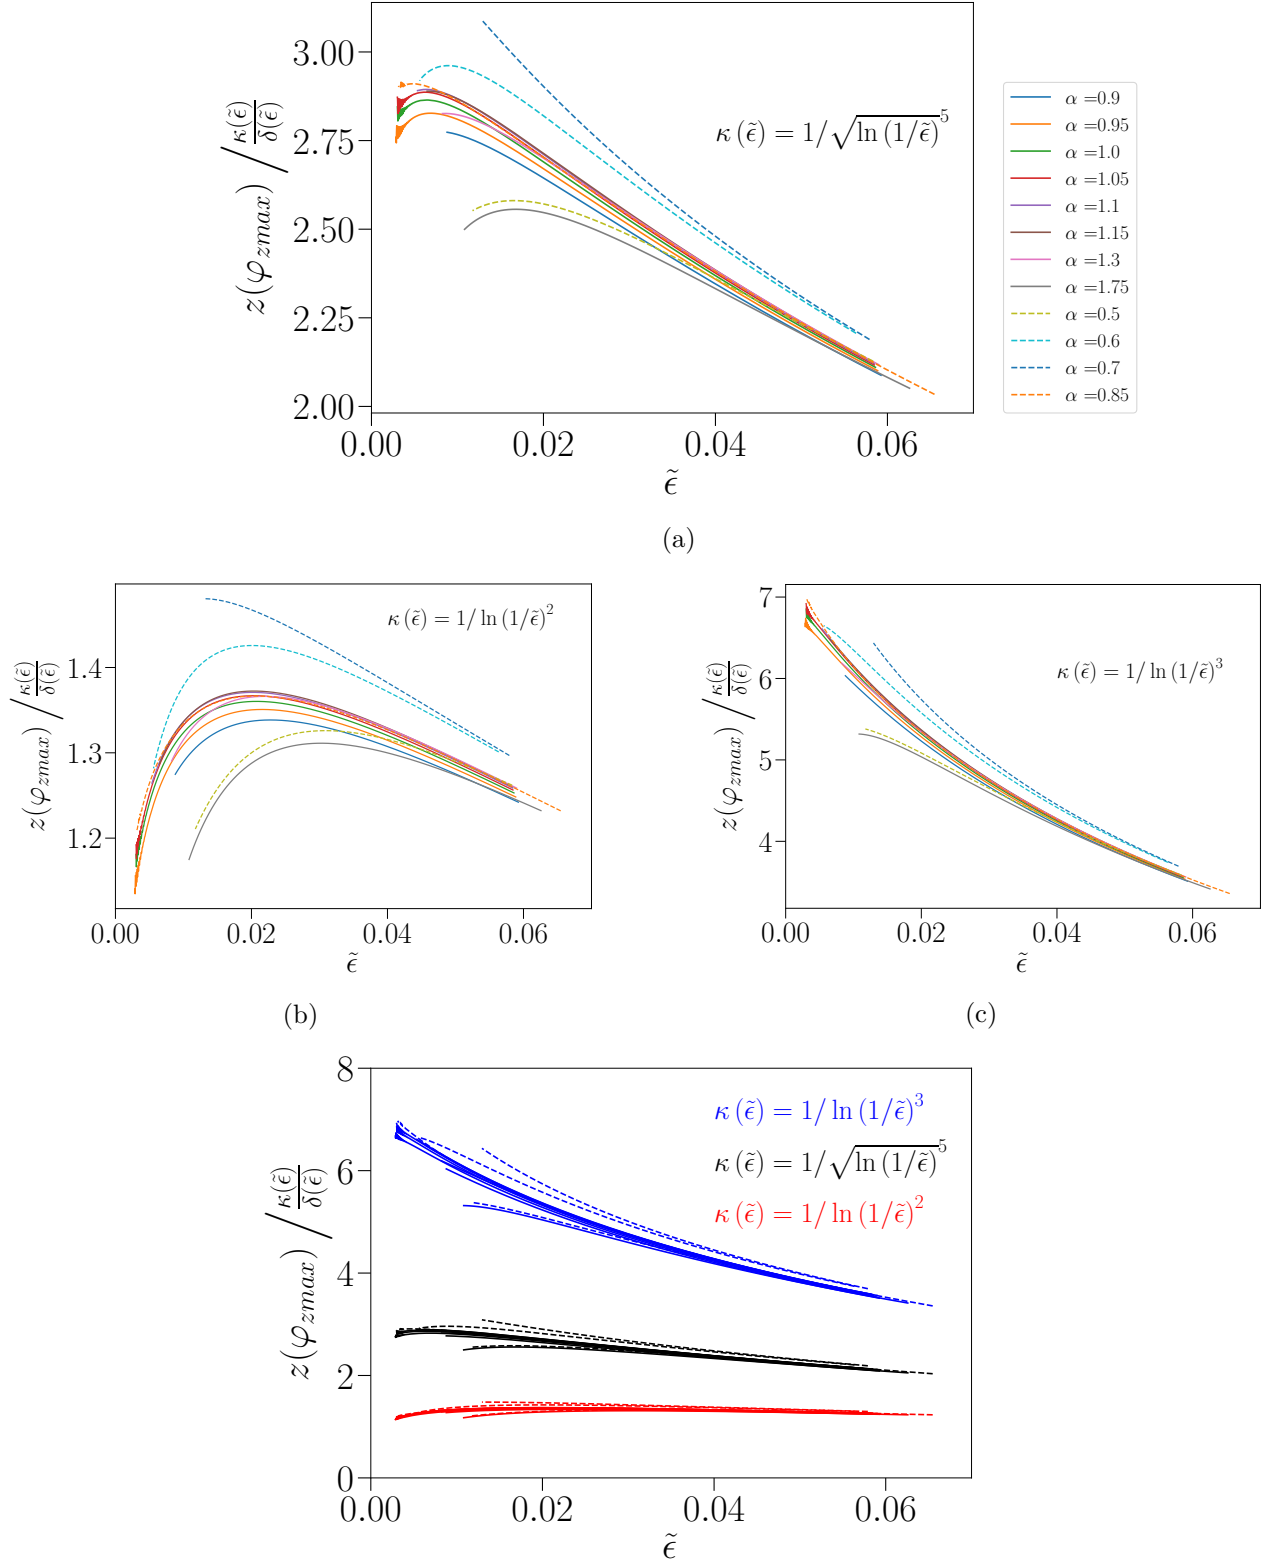 z(φ_zmax) / κ(ε̃)/δ(ε̃)
3.00
2.75
2.50
2.25
2.00
κ (ε̃) = 1/√ln (1/ε̃)^5
0.00 0.02 0.04 0.06
ε̃
α =0.9
α =0.95
α =1.0
α =1.05
α =1.1
α =1.15
α =1.3
α =1.75
α =0.5
α =0.6
α =0.7
α =0.85
(a)
z(φ_zmax) / κ(ε̃)/δ(ε̃)
1.4
1.3
1.2
κ (ε̃) = 1/ ln (1/ε̃)^2
0.00 0.02 0.04 0.06
ε̃
(b)
z(φ_zmax) / κ(ε̃)/δ(ε̃)
7
6
5
4
κ (ε̃) = 1/ ln (1/ε̃)^3
0.00 0.02 0.04 0.06
ε̃
(c)
z(φ_zmax) / κ(ε̃)/δ(ε̃)
8
6
4
2
0
κ (ε̃) = 1/ ln (1/ε̃)^3
κ (ε̃) = 1/√ln (1/ε̃)^5
κ (ε̃) = 1/ ln (1/ε̃)^2
0.00 0.02 0.04 0.06
ε̃